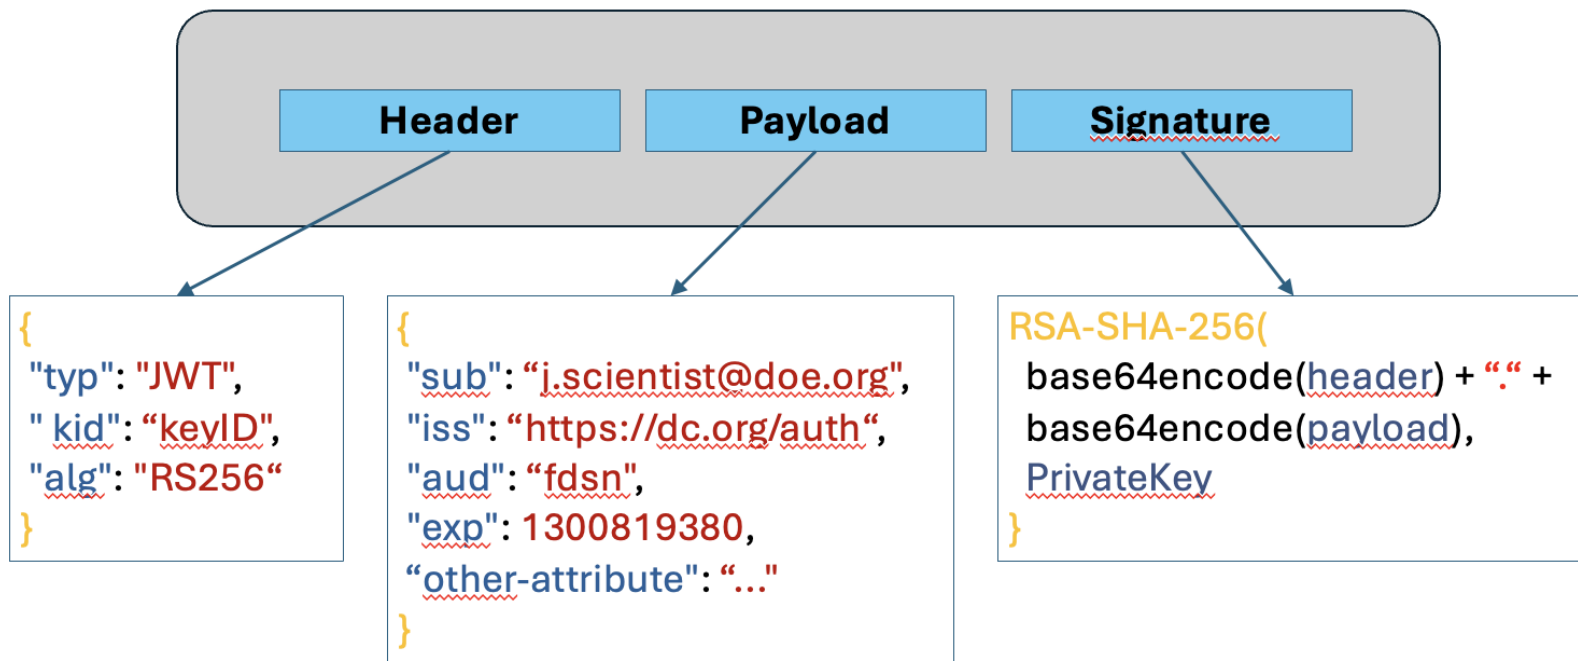 Header
Payload
Signature
{
"typ": "JWT",
" kid": “keyID",
"alg": "RS256“
}
{
"sub": “j.scientist@doe.org",
"iss": “https://dc.org/auth“,
"aud": “fdsn",
"exp": 1300819380,
“other-attribute": “..."
}
RSA-SHA-256(
base64encode(header) + “.“ +
base64encode(payload),
PrivateKey
}